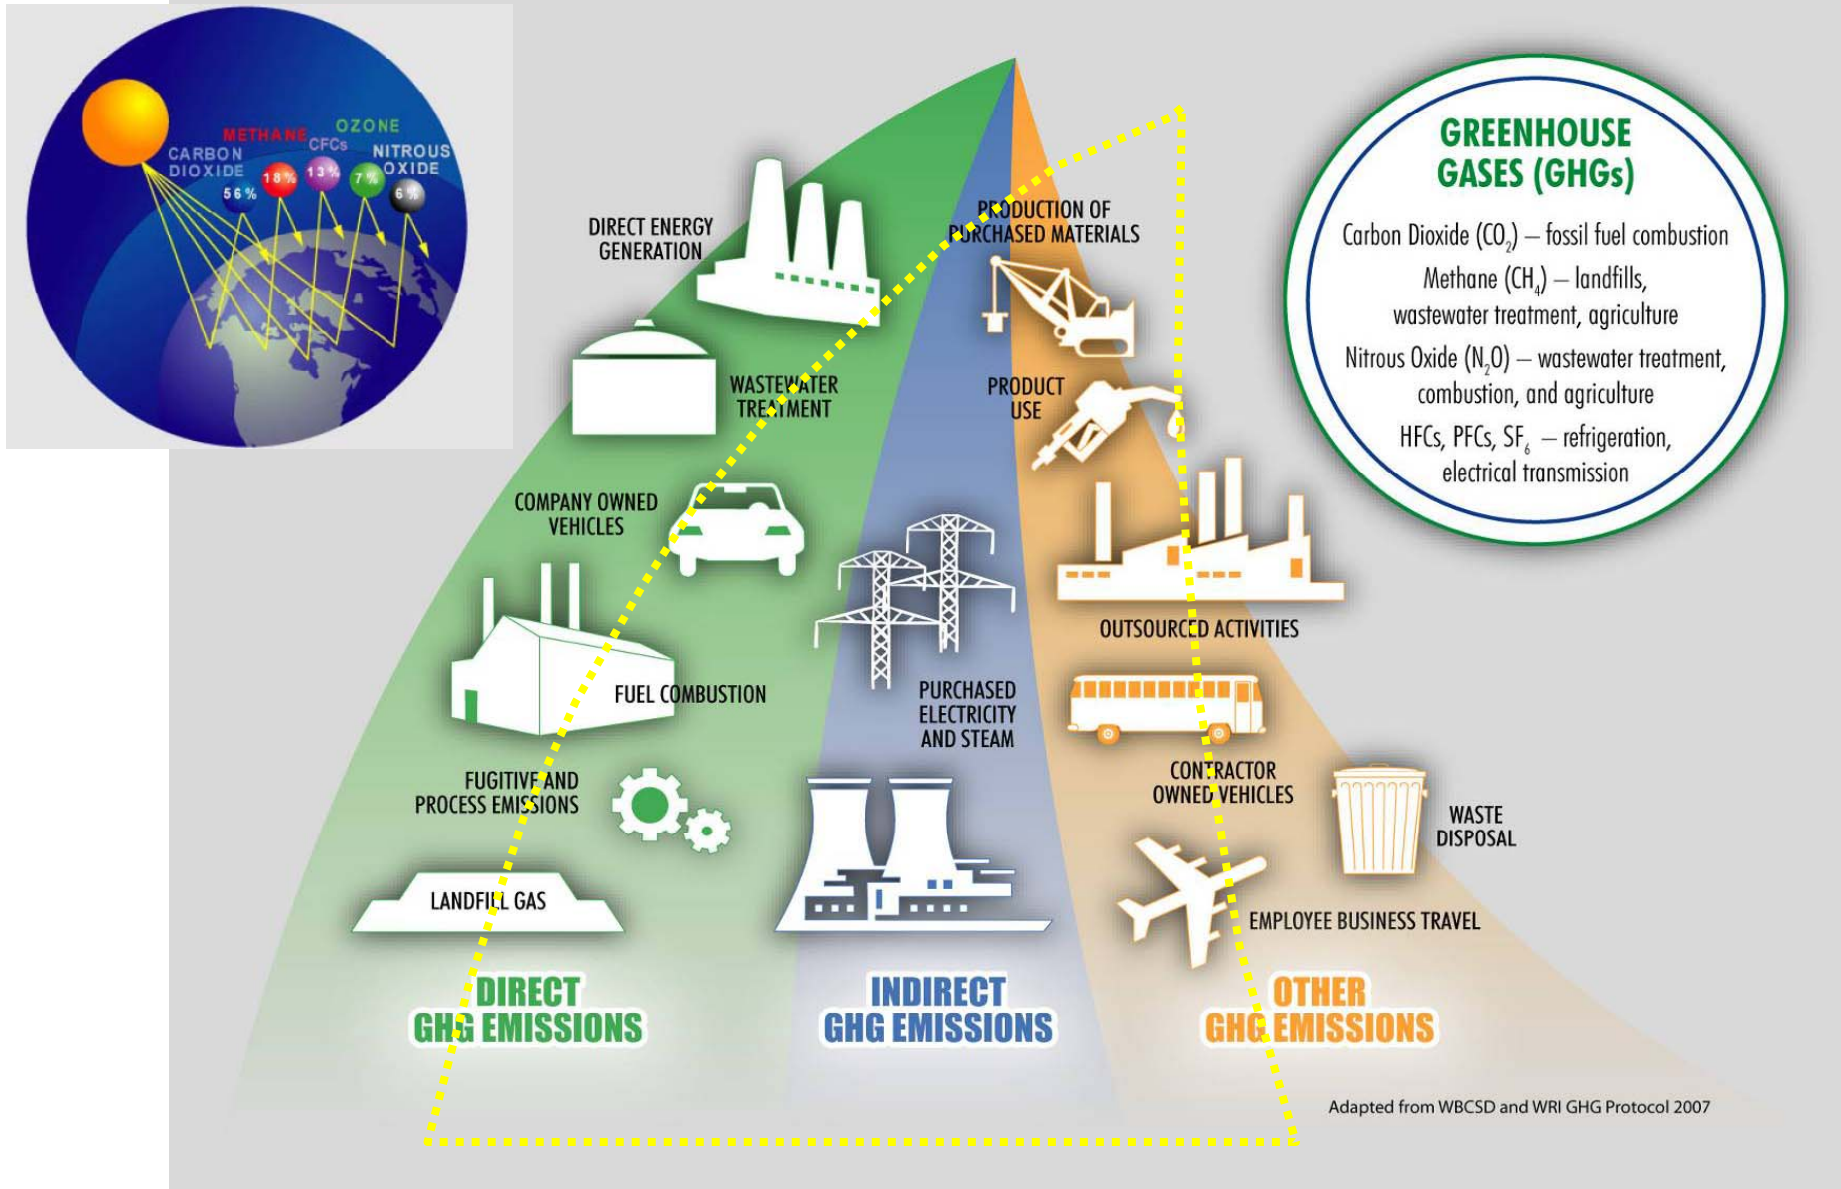 METHANE
OZONE
CFCs
CARBON
DIOXIDE
NITROUS
OXIDE
56%
18%
13%
7%
6%
DIRECT ENERGY
GENERATION
WASTEWATER
TREATMENT
COMPANY OWNED
VEHICLES
FUEL COMBUSTION
FUGITIVE AND
PROCESS EMISSIONS
LANDFILL GAS
DIRECT
GHG EMISSIONS
PURCHASED
ELECTRICITY
AND STEAM
INDIRECT
GHG EMISSIONS
PRODUCTION OF
PURCHASED MATERIALS
PRODUCT
USE
OUTSOURCED ACTIVITIES
CONTRACTOR
OWNED VEHICLES
WASTE
DISPOSAL
EMPLOYEE BUSINESS TRAVEL
OTHER
GHG EMISSIONS
GREENHOUSE
GASES (GHGs)
Carbon Dioxide (CO₂) – fossil fuel combustion
Methane (CH₄) – landfills,
wastewater treatment, agriculture
Nitrous Oxide (N₂O) – wastewater treatment,
combustion, and agriculture
HFCs, PFCs, SF₆ – refrigeration,
electrical transmission
Adapted from WBCSD and WRI GHG Protocol 2007